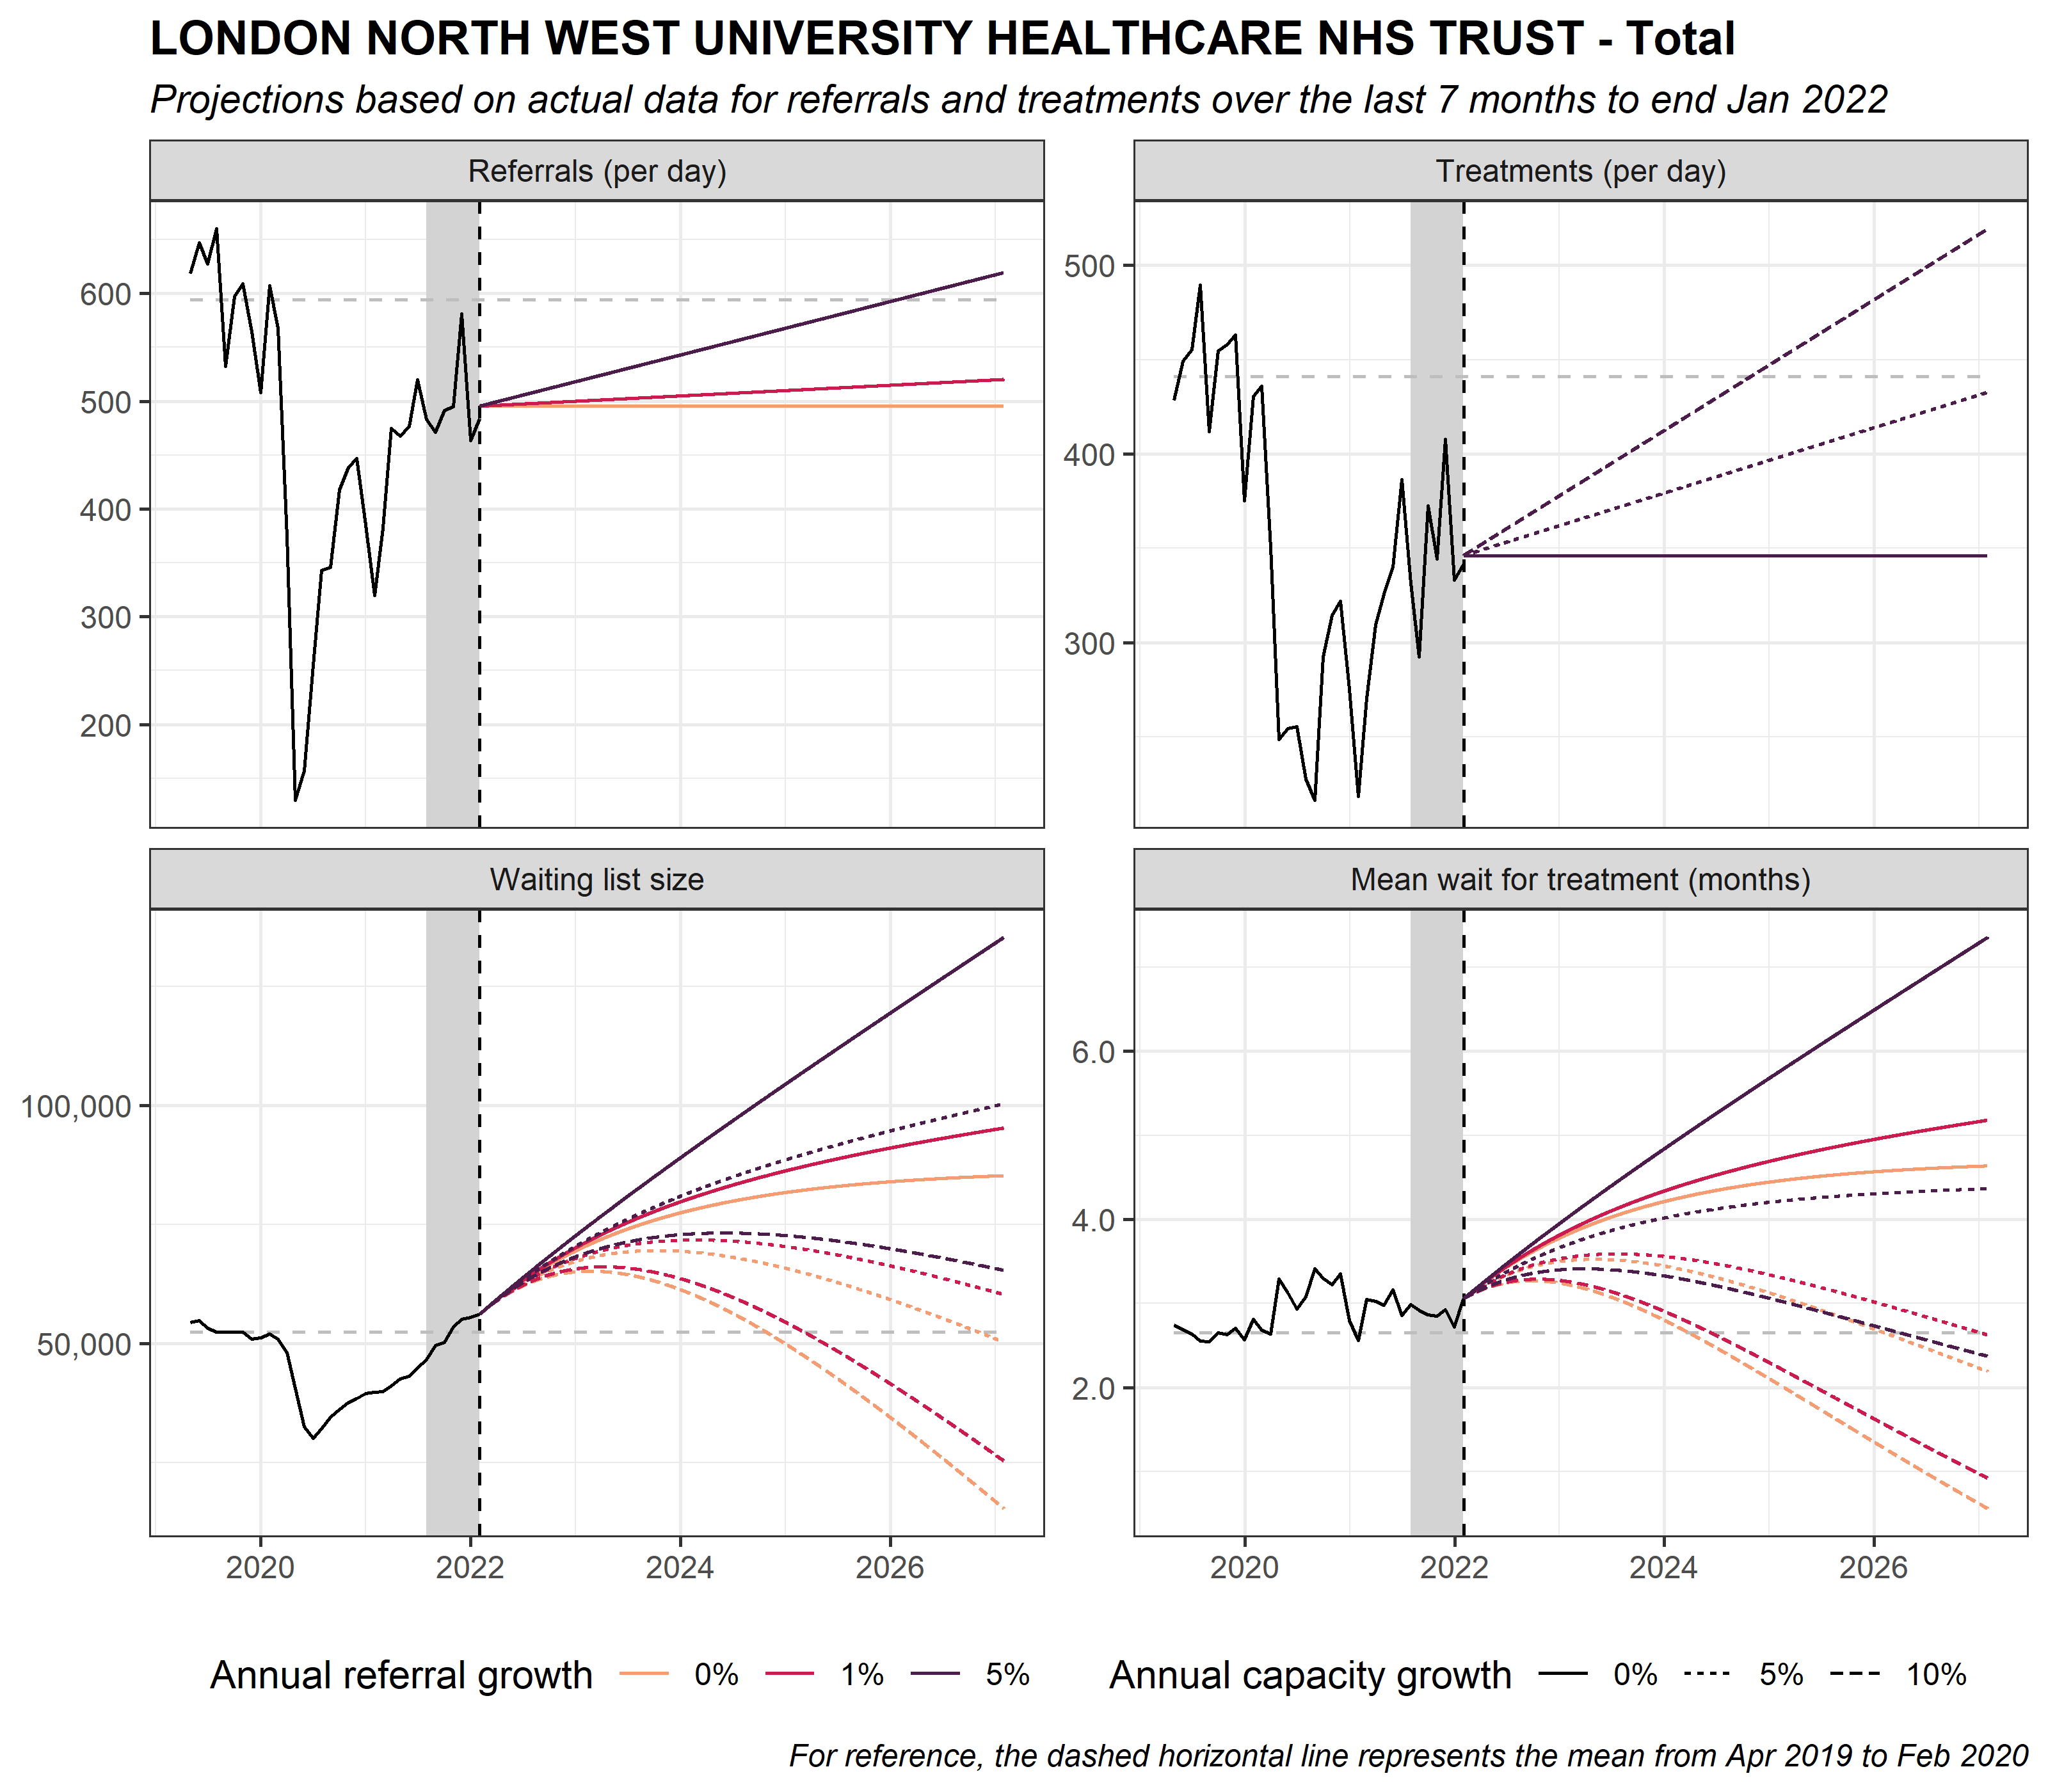 LONDON NORTH WEST UNIVERSITY HEALTHCARE NHS TRUST - Total
Projections based on actual data for referrals and treatments over the last 7 months to end Jan 2022
Referrals (per day)
600
500
400
300
200
Treatments (per day)
500
400
300
Waiting list size
100,000
50,000
2020 2022 2024 2026
Mean wait for treatment (months)
6.0
4.0
2.0
2020 2022 2024 2026
Annual referral growth 0% 1% 5%
Annual capacity growth 0% 5% 10%
For reference, the dashed horizontal line represents the mean from Apr 2019 to Feb 2020